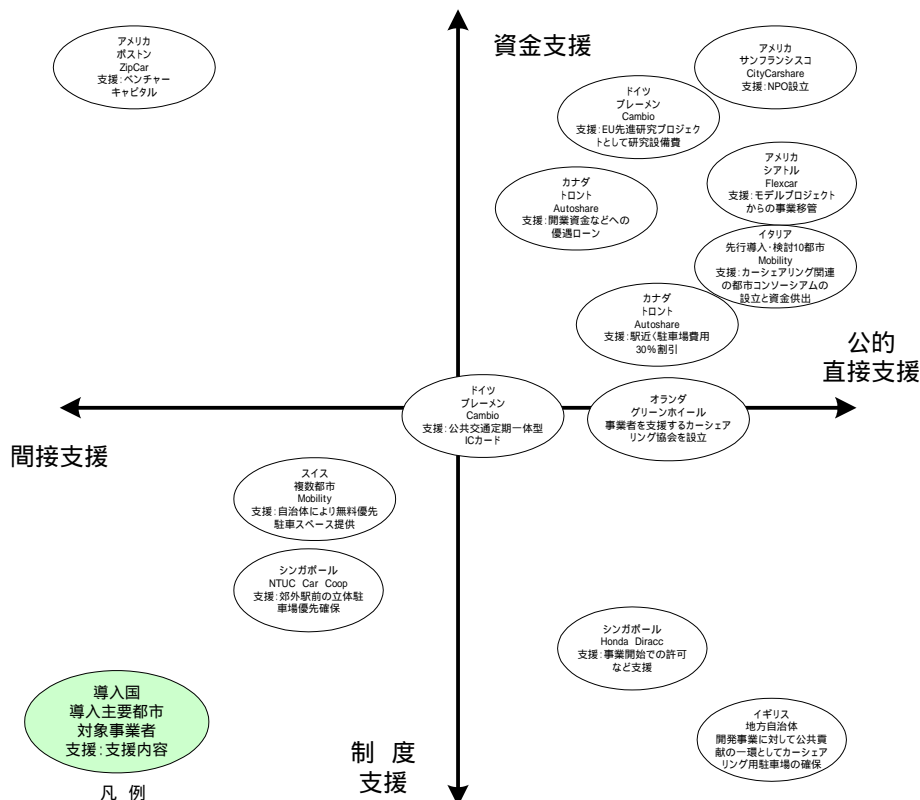 資金支援
アメリカ
ボストン
ZipCar
支援:ベンチャー
キャピタル
アメリカ
サンフランシスコ
CityCarshare
支援:NPO設立
ドイツ
ブレーメン
Cambio
支援:EU先進研究プロジェク
トとして研究設備費
アメリカ
シアトル
Flexcar
支援:モデルプロジェクト
からの事業移管
カナダ
トロント
Autoshare
支援:開業資金などへの
優遇ローン
イタリア
先行導入・検討10都市
Mobility
支援:カーシェアリング関連
の都市コンソーシアムの
設立と資金供出
カナダ
トロント
Autoshare
支援:駅近く駐車場費用
30%割引
公的
直接支援
ドイツ
ブレーメン
Cambio
支援:公共交通定期一体型
ICカード
オランダ
グリーンホイール
事業者を支援するカーシェア
リング協会を設立
間接支援
スイス
複数都市
Mobility
支援:自治体により無料優先
駐車スペース提供
シンガポール
NTUC Car Coop
支援:郊外駅前の立体駐
車場優先確保
シンガポール
Honda Diracc
支援:事業開始での許可
など支援
イギリス
地方自治体
開発事業に対して公共貢
献の一環としてカーシェア
リング用駐車場の確保
制 度
支援
導入国
導入主要都市
対象事業者
支援:支援内容
凡 例